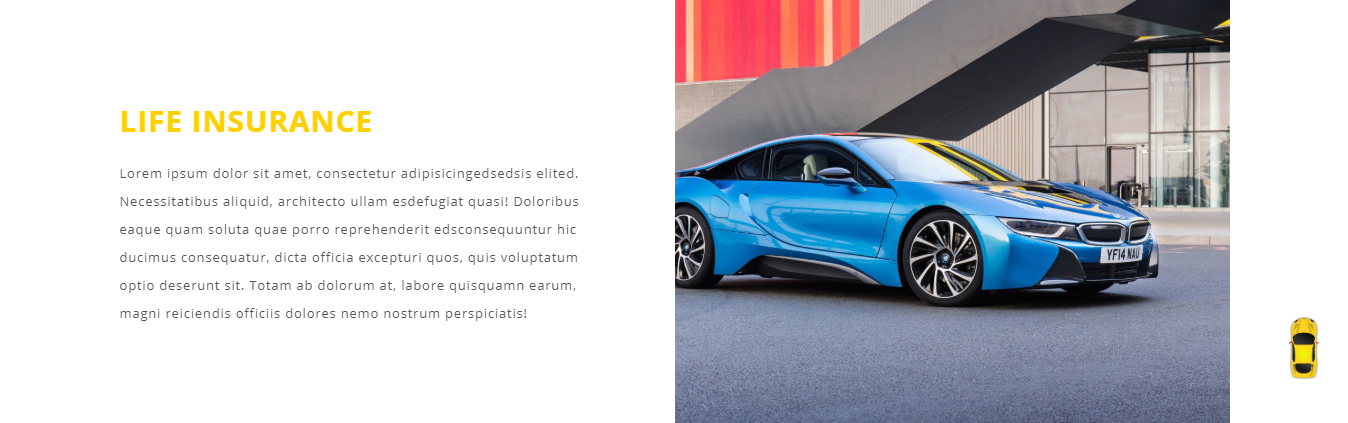 LIFE INSURANCE
Lorem ipsum dolor sit amet, consectetur adipisicingedsedsis elited.
Necessitatibus aliquid, architecto ullam esdefugiat quasi! Doloribus
eaque quam soluta quae porro reprehenderit edsconsequuntur hic
ducimus consequatur, dicta officia excepturi quos, quis voluptatum
optio deserunt sit. Totam ab dolorum at, labore quisquamn earum,
magni reiciendis officiis dolores nemo nostrum perspiciatis!
YF14 NAU